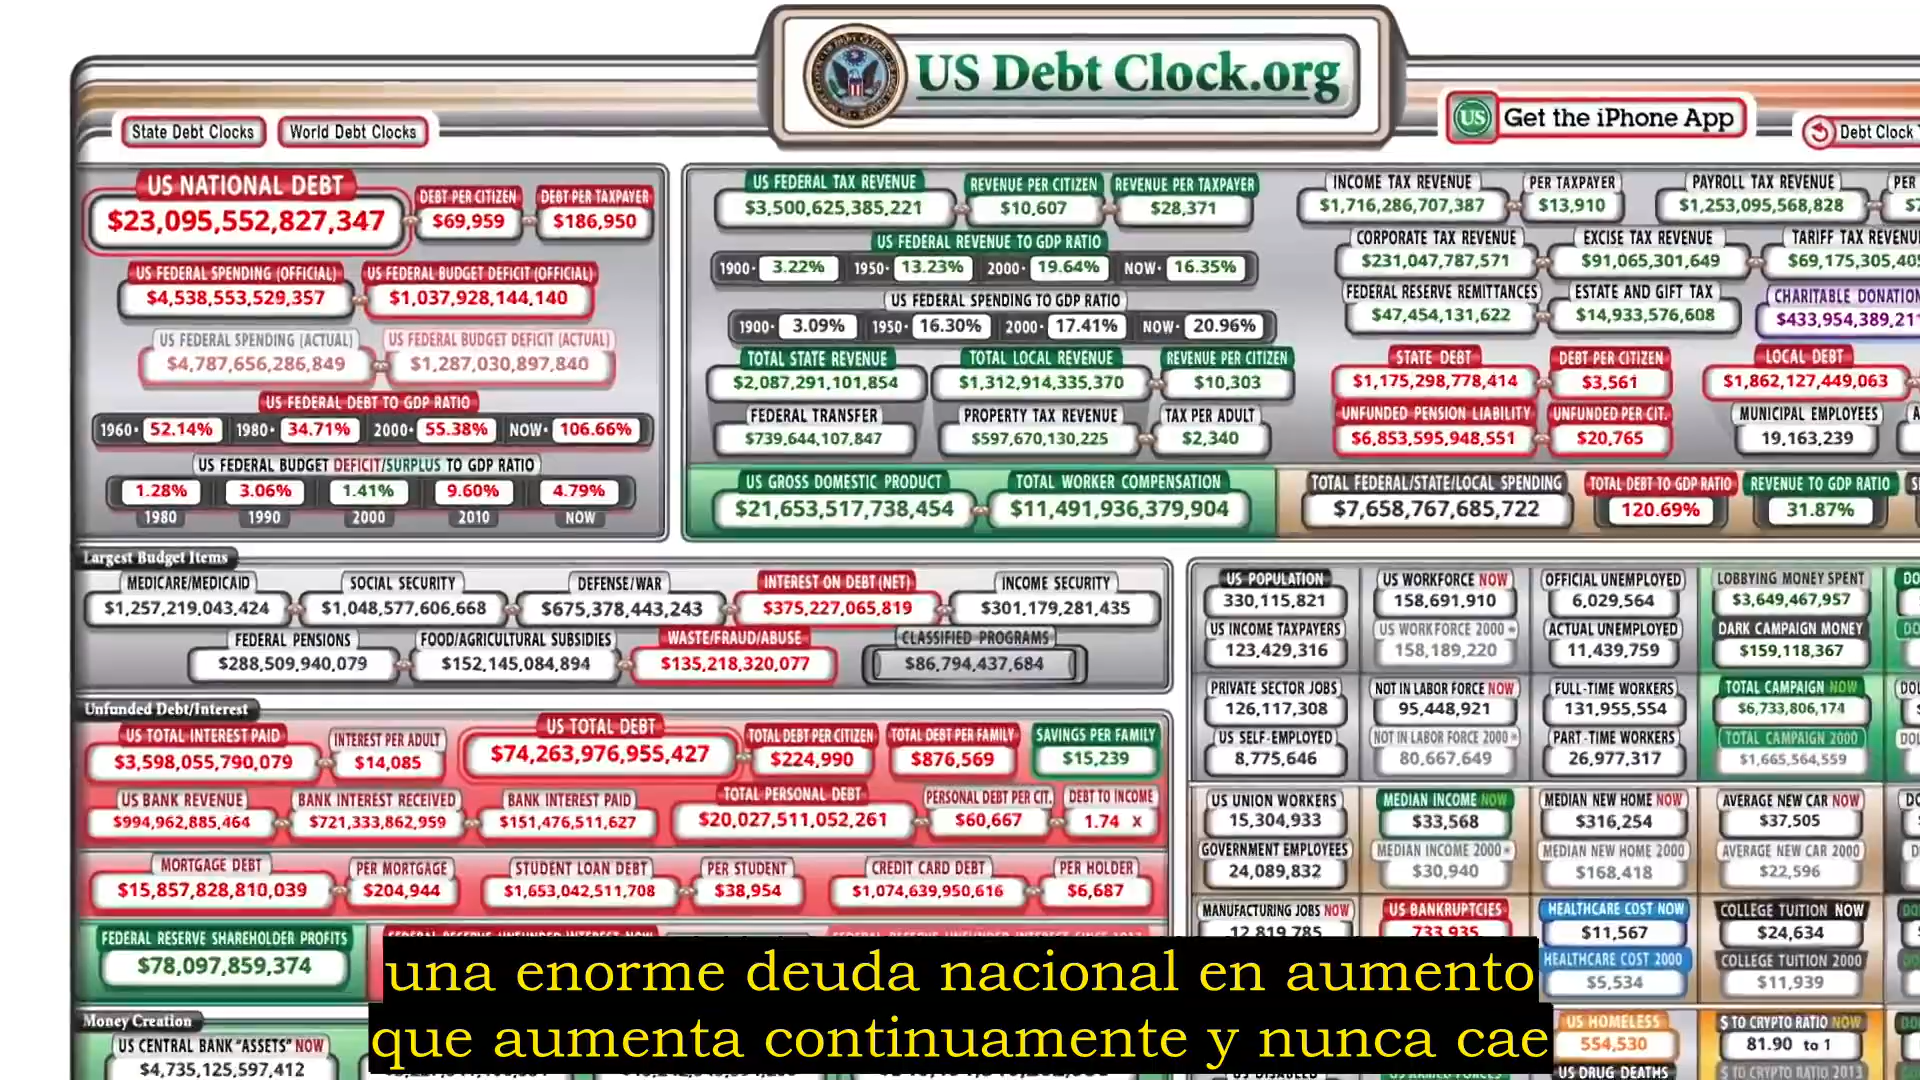 US Debt Clock.org
State Debt Clocks World Debt Clocks
US Get the iPhone App
Debt Clock
US NATIONAL DEBT
$23,095,552,827,347
DEBT PER CITIZEN
$69,959
DEBT PER TAXPAYER
$186,950
US FEDERAL SPENDING (OFFICIAL)
$4,538,553,529,357
US FEDERAL BUDGET DEFICIT (OFFICIAL)
$1,037,928,144,140
US FEDERAL SPENDING (ACTUAL)
$4,787,656,286,849
US FEDERAL BUDGET DEFICIT (ACTUAL)
$1,287,030,897,840
US FEDERAL DEBT TO GDP RATIO
1960· 52.14% 1980· 34.71% 2000· 55.38% NOW· 106.66%
US FEDERAL BUDGET DEFICIT/SURPLUS TO GDP RATIO
1.28% 3.06% 1.41% 9.60% 4.79%
1980 1990 2000 2010 NOW
US FEDERAL TAX REVENUE
$3,500,625,385,221
REVENUE PER CITIZEN
$10,607
REVENUE PER TAXPAYER
$28,371
US FEDERAL REVENUE TO GDP RATIO
1900· 3.22% 1950· 13.23% 2000· 19.64% NOW· 16.35%
US FEDERAL SPENDING TO GDP RATIO
1900· 3.09% 1950· 16.30% 2000· 17.41% NOW· 20.96%
TOTAL STATE REVENUE
$2,087,291,101,854
TOTAL LOCAL REVENUE
$1,312,914,335,370
REVENUE PER CITIZEN
$10,303
FEDERAL TRANSFER
$739,644,107,847
PROPERTY TAX REVENUE
$597,670,130,225
TAX PER ADULT
$2,340
US GROSS DOMESTIC PRODUCT
$21,653,517,738,454
TOTAL WORKER COMPENSATION
$11,491,936,379,904
INCOME TAX REVENUE
$1,716,286,707,387
PER TAXPAYER
$13,910
PAYROLL TAX REVENUE
$1,253,095,568,828
PER
CORPORATE TAX REVENUE
$231,047,787,571
EXCISE TAX REVENUE
$91,065,301,649
TARIFF TAX REVENU
$69,175,305,40
FEDERAL RESERVE REMITTANCES
$47,454,131,622
ESTATE AND GIFT TAX
$14,933,576,608
CHARITABLE DONATION
$433,954,389,21
STATE DEBT
$1,175,298,778,414
DEBT PER CITIZEN
$3,561
LOCAL DEBT
$1,862,127,449,063
UNFUNDED PENSION LIABILITY
$6,853,595,948,551
UNFUNDED PER CIT.
$20,765
MUNICIPAL EMPLOYEES
19,163,239
TOTAL FEDERAL/STATE/LOCAL SPENDING
$7,658,767,685,722
TOTAL DEBT TO GDP RATIO
120.69%
REVENUE TO GDP RATIO
31.87%
Largest Budget Items
MEDICARE/MEDICAID
$1,257,219,043,424
SOCIAL SECURITY
$1,048,577,606,668
DEFENSE/WAR
$675,378,443,243
INTEREST ON DEBT (NET)
$375,227,065,819
INCOME SECURITY
$301,179,281,435
FEDERAL PENSIONS
$288,509,940,079
FOOD/AGRICULTURAL SUBSIDIES
$152,145,084,894
WASTE/FRAUD/ABUSE
$135,218,320,077
CLASSIFIED PROGRAMS
$86,794,437,684
Unfunded Debt/Interest
US TOTAL INTEREST PAID
$3,598,055,790,079
INTEREST PER ADULT
$14,085
US TOTAL DEBT
$74,263,976,955,427
TOTAL DEBT PER CITIZEN
$224,990
TOTAL DEBT PER FAMILY
$876,569
SAVINGS PER FAMILY
$15,239
US BANK REVENUE
$994,962,885,464
BANK INTEREST RECEIVED
$721,333,862,959
BANK INTEREST PAID
$151,476,511,627
TOTAL PERSONAL DEBT
$20,027,511,052,261
PERSONAL DEBT PER CIT.
$60,667
DEBT TO INCOME
1.74 x
MORTGAGE DEBT
$15,857,828,810,039
PER MORTGAGE
$204,944
STUDENT LOAN DEBT
$1,653,042,511,708
PER STUDENT
$38,954
CREDIT CARD DEBT
$1,074,639,950,616
PER HOLDER
$6,687
FEDERAL RESERVE SHAREHOLDER PROFITS
$78,097,859,374
Money Creation
US CENTRAL BANK "ASSETS" NOW
$4,735,125,597,412
US POPULATION
330,115,821
US WORKFORCE NOW
158,691,910
OFFICIAL UNEMPLOYED
6,029,564
LOBBYING MONEY SPENT
$3,649,467,957
US INCOME TAXPAYERS
123,429,316
US WORKFORCE 2000
158,189,220
ACTUAL UNEMPLOYED
11,439,759
DARK CAMPAIGN MONEY
$159,118,367
PRIVATE SECTOR JOBS
126,117,308
NOT IN LABOR FORCE NOW
95,448,921
FULL-TIME WORKERS
131,955,554
TOTAL CAMPAIGN NOW
$6,733,806,174
US SELF-EMPLOYED
8,775,646
NOT IN LABOR FORCE 2000
80,667,649
PART-TIME WORKERS
26,977,317
TOTAL CAMPAIGN 2000
$1,665,564,559
US UNION WORKERS
15,304,933
MEDIAN INCOME NOW
$33,568
MEDIAN NEW HOME NOW
$316,254
AVERAGE NEW CAR NOW
$37,505
GOVERNMENT EMPLOYEES
24,089,832
MEDIAN INCOME 2000
$30,940
MEDIAN NEW HOME 2000
$168,418
AVERAGE NEW CAR 2000
$22,596
MANUFACTURING JOBS NOW
12,819,785
US BANKRUPTCIES
733,935
HEALTHCARE COST NOW
$11,567
COLLEGE TUITION NOW
$24,634
HEALTHCARE COST 2000
$5,534
COLLEGE TUITION 2000
$11,939
US HOMELESS
554,530
$ TO CRYPTO RATIO NOW
81.90 to 1
US DRUG DEATHS
$ TO CRYPTO RATIO 2013
una enorme deuda nacional en aumento
que aumenta continuamente y nunca cae